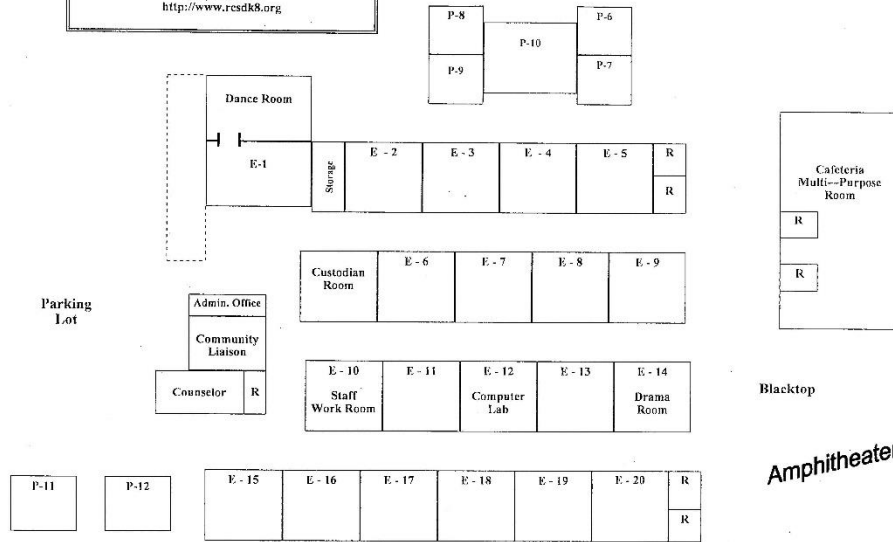 http://www.rcsdk8.org
P-8
P-10
P-6
P-9
P-7
Dance Room
E-1
Storage
E - 2
E - 3
E - 4
E - 5
R
R
Cafeteria
Multi--Purpose
Room
R
R
Custodian
Room
E - 6
E - 7
E - 8
E - 9
Parking
Lot
Admin. Office
Community
Liaison
Counselor
R
E - 10
Staff
Work Room
E - 11
E - 12
Computer
Lab
E - 13
E - 14
Drama
Room
Blacktop
Amphitheater
P-11
P-12
E - 15
E - 16
E - 17
E - 18
E - 19
E - 20
R
R